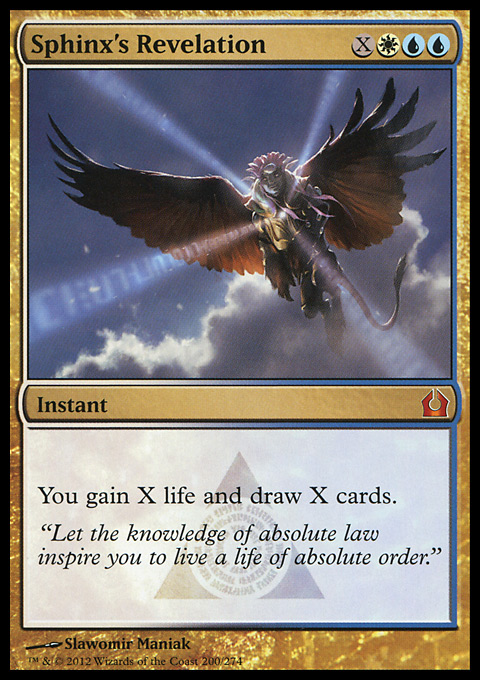 Sphinx's Revelation X
Instant
You gain X life and draw X cards.
“Let the knowledge of absolute law
inspire you to live a life of absolute order.”
Slawomir Maniak
™ & © 2012 Wizards of the Coast 200/274